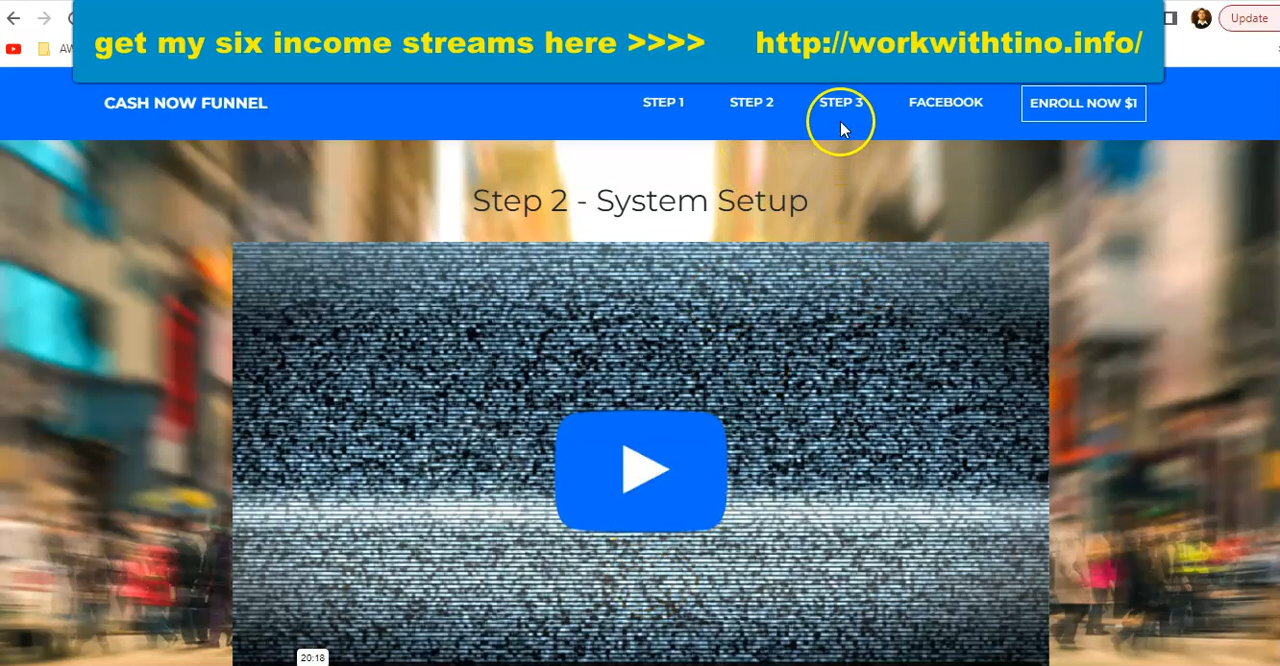 get my six income streams here >>>> http://workwithtino.info/
Update
AW
CASH NOW FUNNEL
STEP 1
STEP 2
STEP 3
FACEBOOK
ENROLL NOW $1
Step 2 - System Setup
20:18